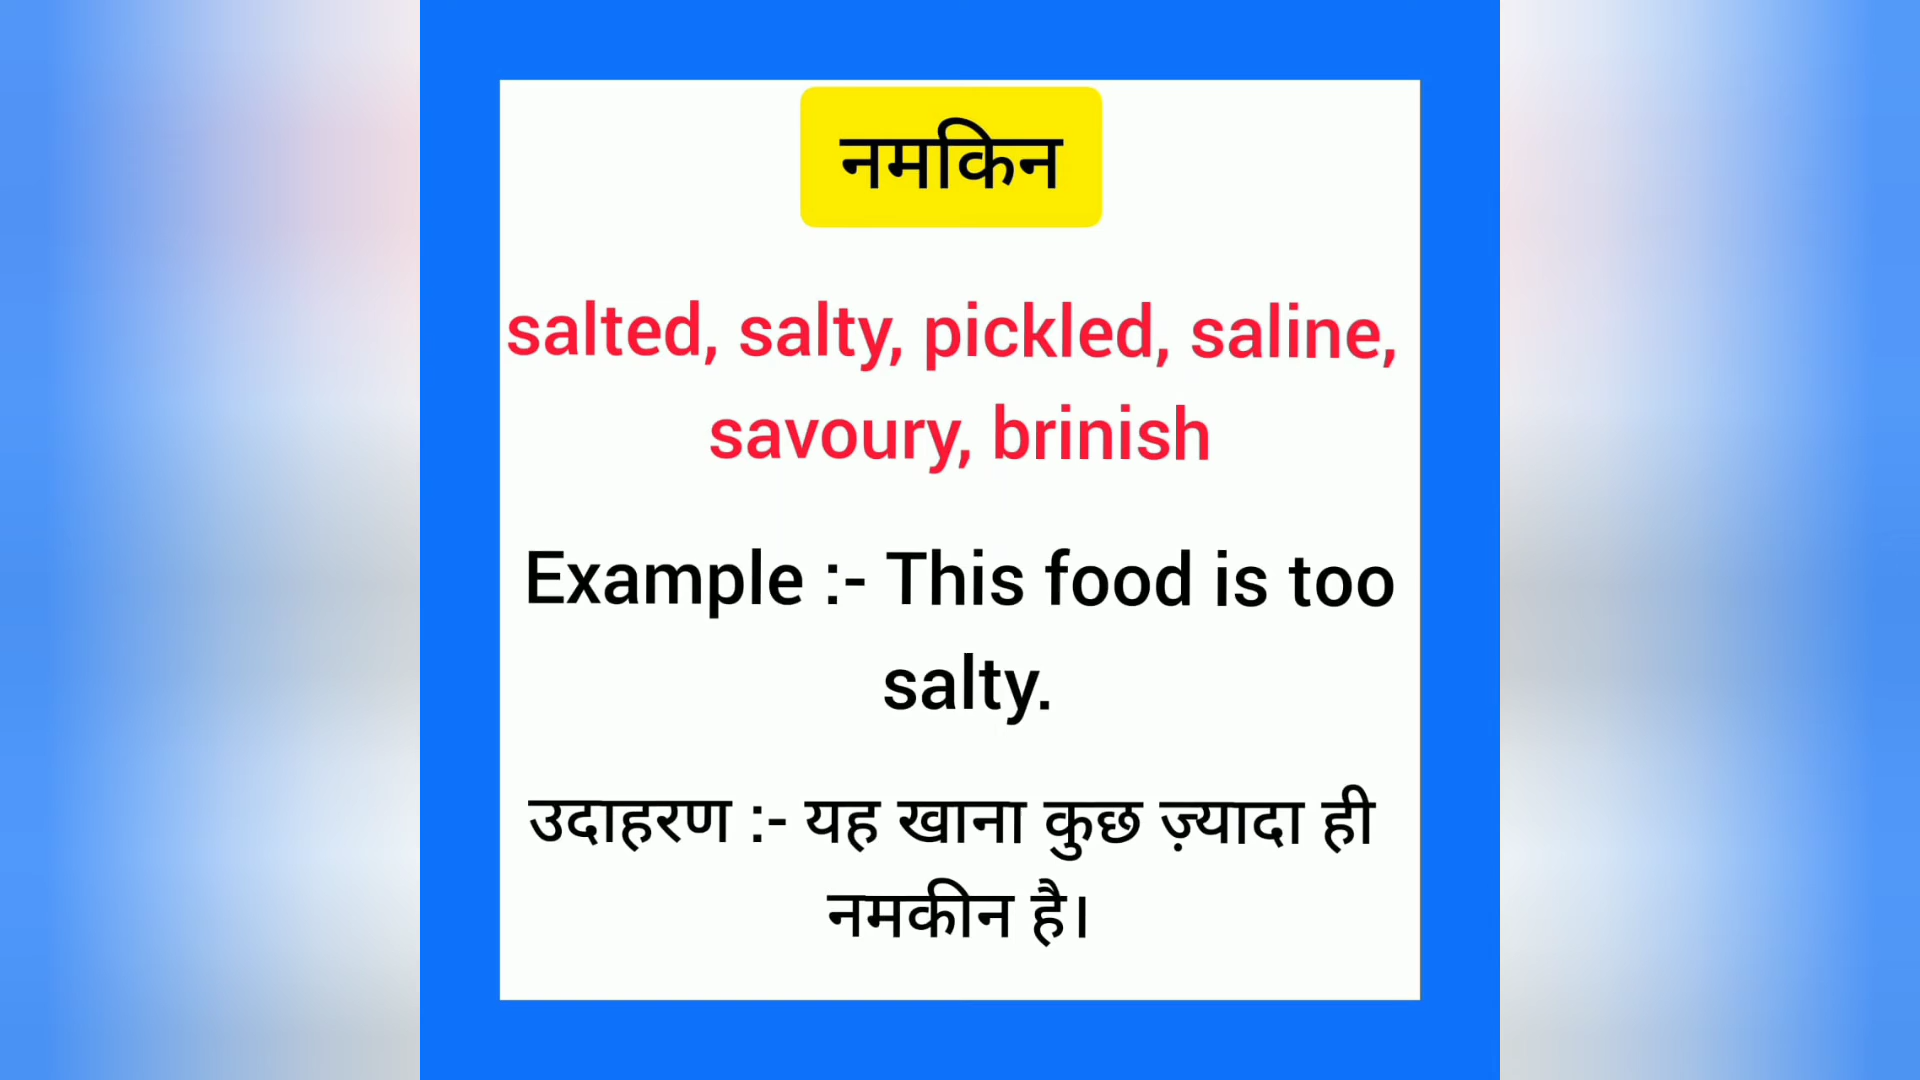 नमकिन
salted, salty, pickled, saline,
savoury, brinish
Example :- This food is too
salty.
उदाहरण :- यह खाना कुछ ज़्यादा ही
नमकीन है।